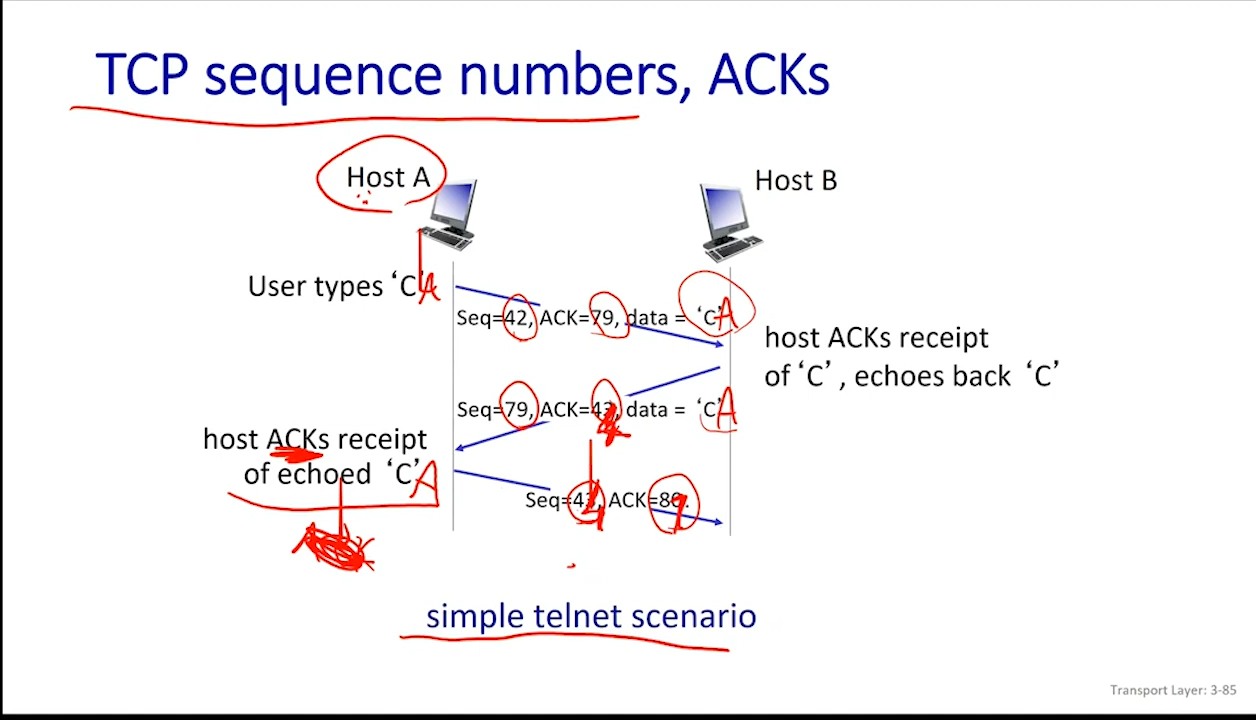 TCP sequence numbers, ACKs
Host A
Host B
User types ‘C’A
Seq=42, ACK=79, data = ‘C’A
host ACKs receipt
of ‘C’, echoes back ‘C’
Seq=79, ACK=43, data = ‘C’A
host ACKs receipt
of echoed ‘C’A
Seq=43, ACK=80
simple telnet scenario
Transport Layer: 3-85